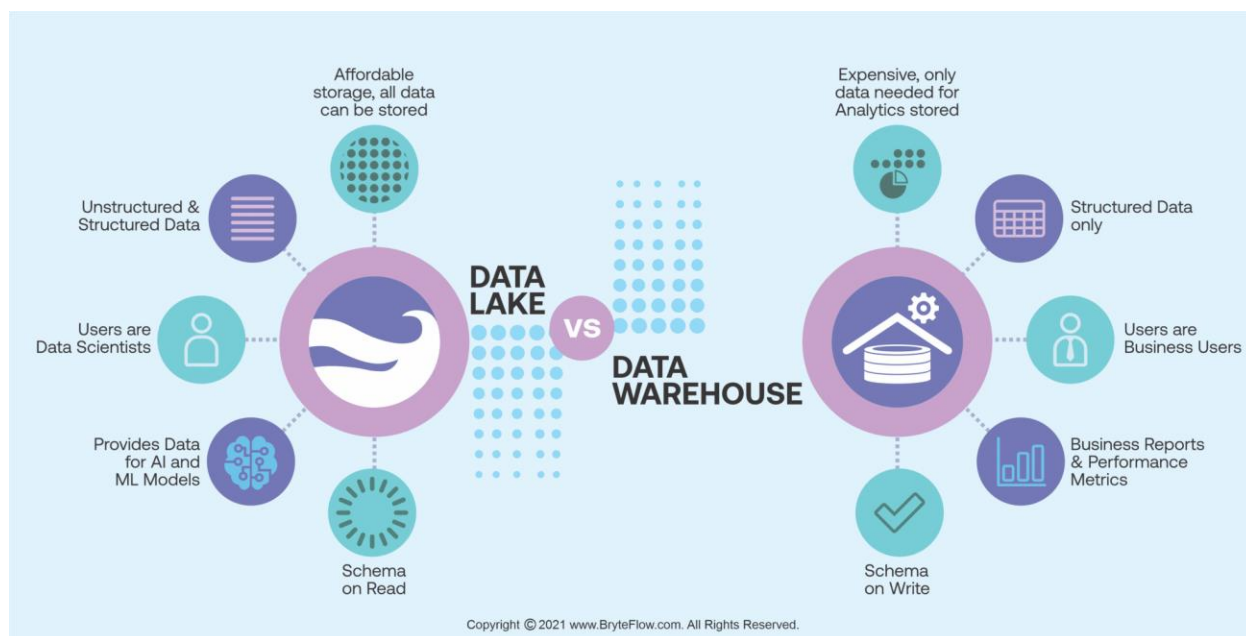 Affordable
storage, all data
can be stored
Unstructured &
Structured Data
Users are
Data Scientists
Provides Data
for AI and
ML Models
Schema
on Read
DATA
LAKE
VS
DATA
WAREHOUSE
Expensive, only
data needed for
Analytics stored
Structured Data
only
Users are
Business Users
Business Reports
& Performance
Metrics
Schema
on Write
Copyright © 2021 www.BryteFlow.com. All Rights Reserved.